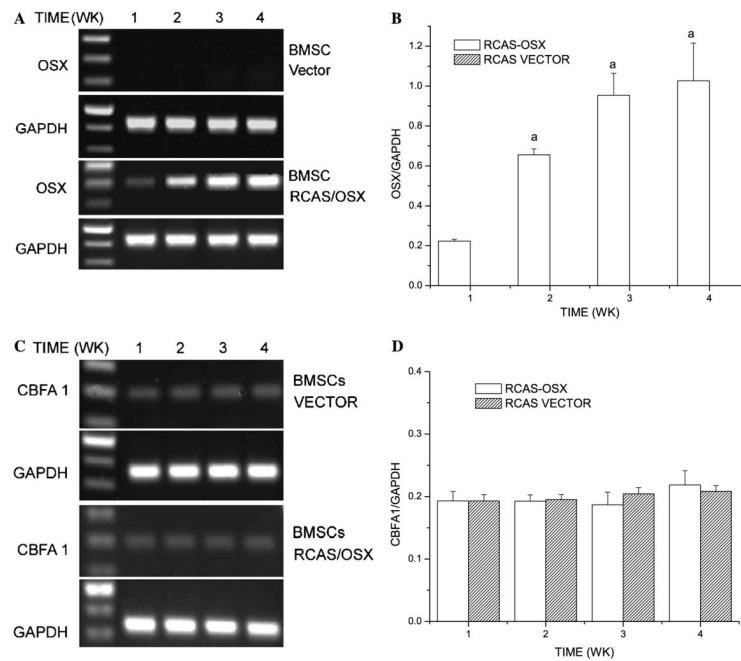 A TIME (WK) 1 2 3 4
OSX
BMSC
Vector
GAPDH
OSX
BMSC
RCAS/OSX
GAPDH
B
RCAS-OSX
RCAS VECTOR
a a a
OSX/GAPDH
1.4
1.2
1.0
0.8
0.6
0.4
0.2
0.0
1 2 3 4
TIME (WK)
C TIME (WK) 1 2 3 4
CBFA 1
BMSCs
VECTOR
GAPDH
CBFA 1
BMSCs
RCAS/OSX
GAPDH
D
RCAS-OSX
RCAS VECTOR
CBFA1/GAPDH
0.4
0.3
0.2
0.1
0.0
1 2 3 4
TIME (WK)